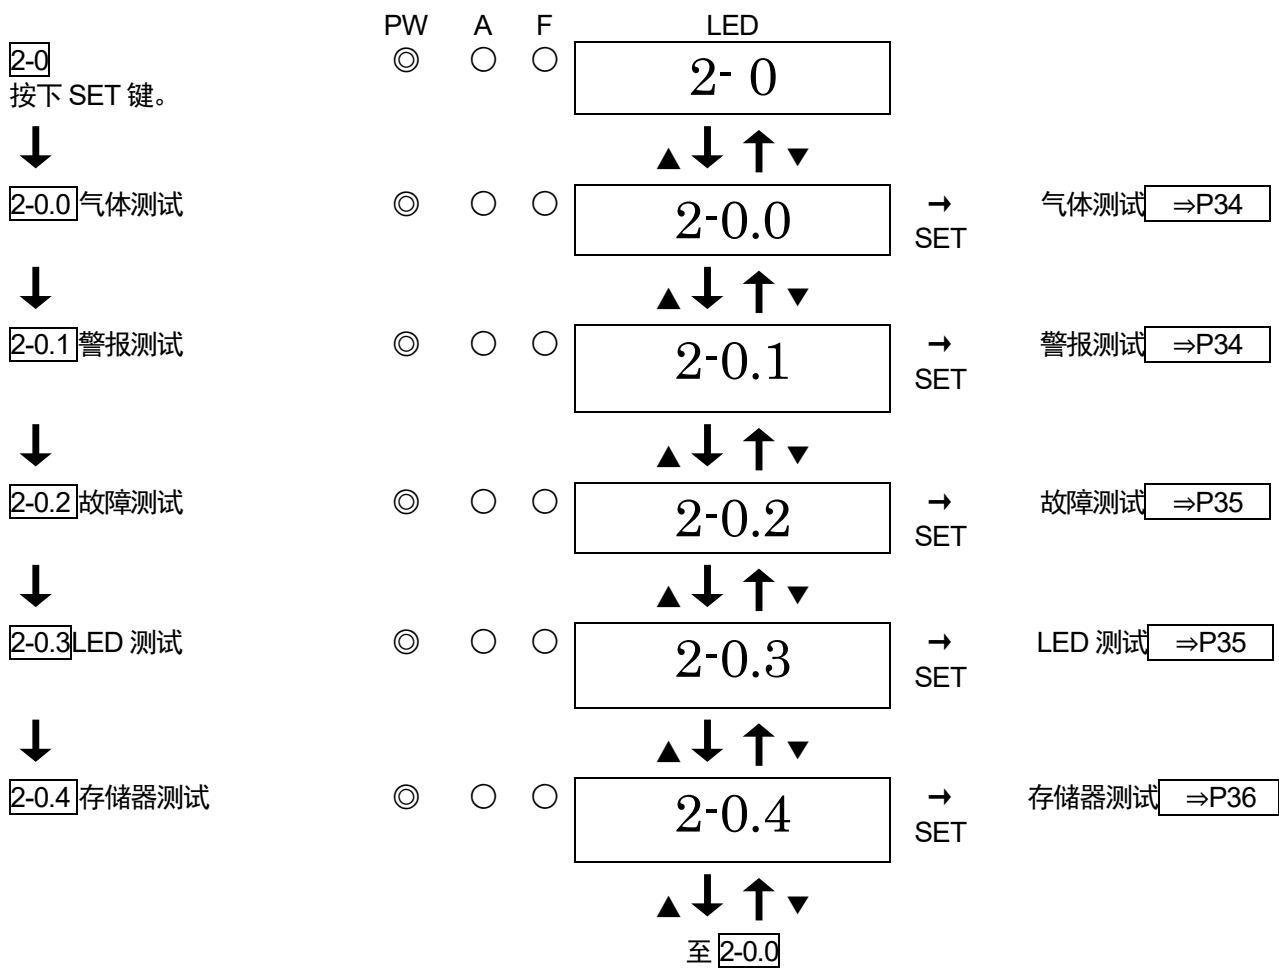 PW A F LED
2-0 ◎ ○ ○ 2- 0
按下 SET 键。
↓ ▲ ↓ ↑ ▼
2-0.0 气体测试 ◎ ○ ○ 2-0.0 → 气体测试 ⇒P34
SET
↓ ▲ ↓ ↑ ▼
2-0.1 警报测试 ◎ ○ ○ 2-0.1 → 警报测试 ⇒P34
SET
↓ ▲ ↓ ↑ ▼
2-0.2 故障测试 ◎ ○ ○ 2-0.2 → 故障测试 ⇒P35
SET
↓ ▲ ↓ ↑ ▼
2-0.3 LED 测试 ◎ ○ ○ 2-0.3 → LED 测试 ⇒P35
SET
↓ ▲ ↓ ↑ ▼
2-0.4 存储器测试 ◎ ○ ○ 2-0.4 → 存储器测试 ⇒P36
SET
▲ ↓ ↑ ▼
至 2-0.0